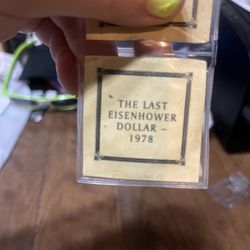 THE LAST
EISENHOWER
DOLLAR –
1978